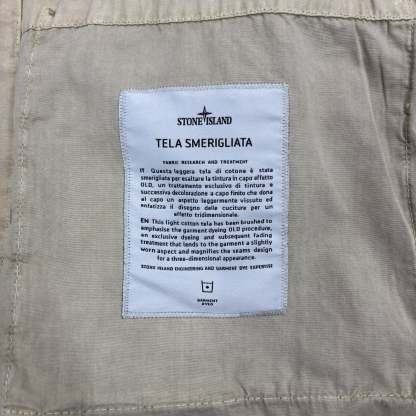 STONE ISLAND
TELA SMERIGLIATA
FABRIC RESEARCH AND TREATMENT
IT Questa leggera tela di cotone è stata
smerigliata per esaltare la tintura in capo effetto
OLD, un trattamento esclusivo di tintura e
successiva decolorazione a capo finito che dona
al capo un aspetto leggermente vissuto ed
enfatizza il disegno delle cuciture per un
effetto tridimensionale.
EN This light cotton tela has been brushed to
emphasise the garment dyeing OLD procedure,
an exclusive dyeing and subsequent fading
treatment that lends to the garment a slightly
worn aspect and magnifies the seams design
for a three-dimensional appearance.
STONE ISLAND ENGINEERING AND GARMENT DYE EXPERTISE
GARMENT
DYED